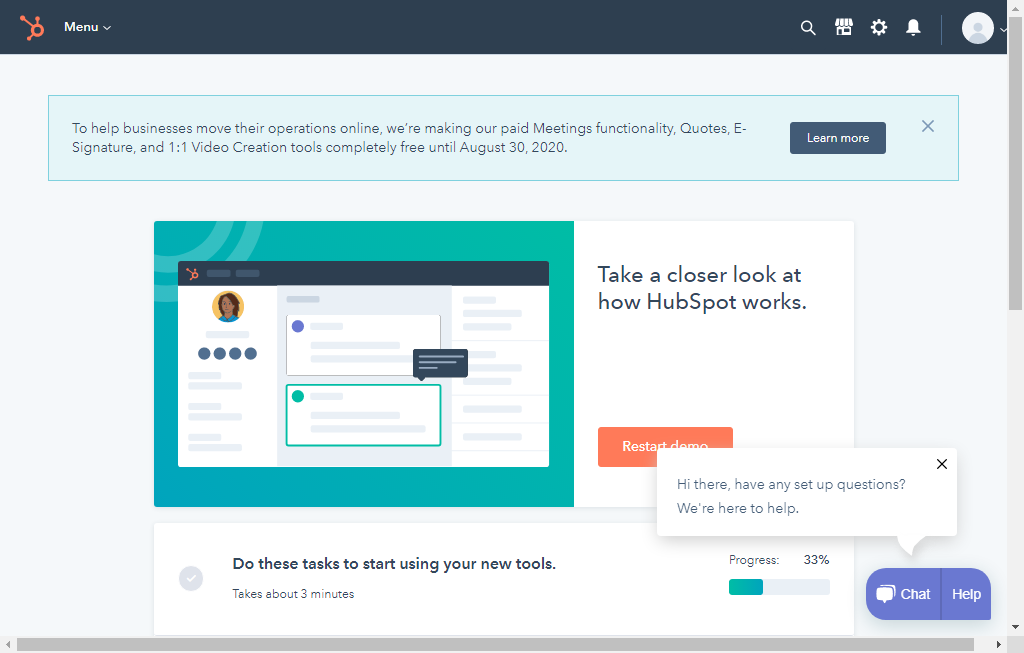 Menu
To help businesses move their operations online, we're making our paid Meetings functionality, Quotes, E-
Signature, and 1:1 Video Creation tools completely free until August 30, 2020.
Learn more
Take a closer look at
how HubSpot works.
Restart demo
Hi there, have any set up questions?
We're here to help.
Do these tasks to start using your new tools.
Takes about 3 minutes
Progress: 33%
Chat Help